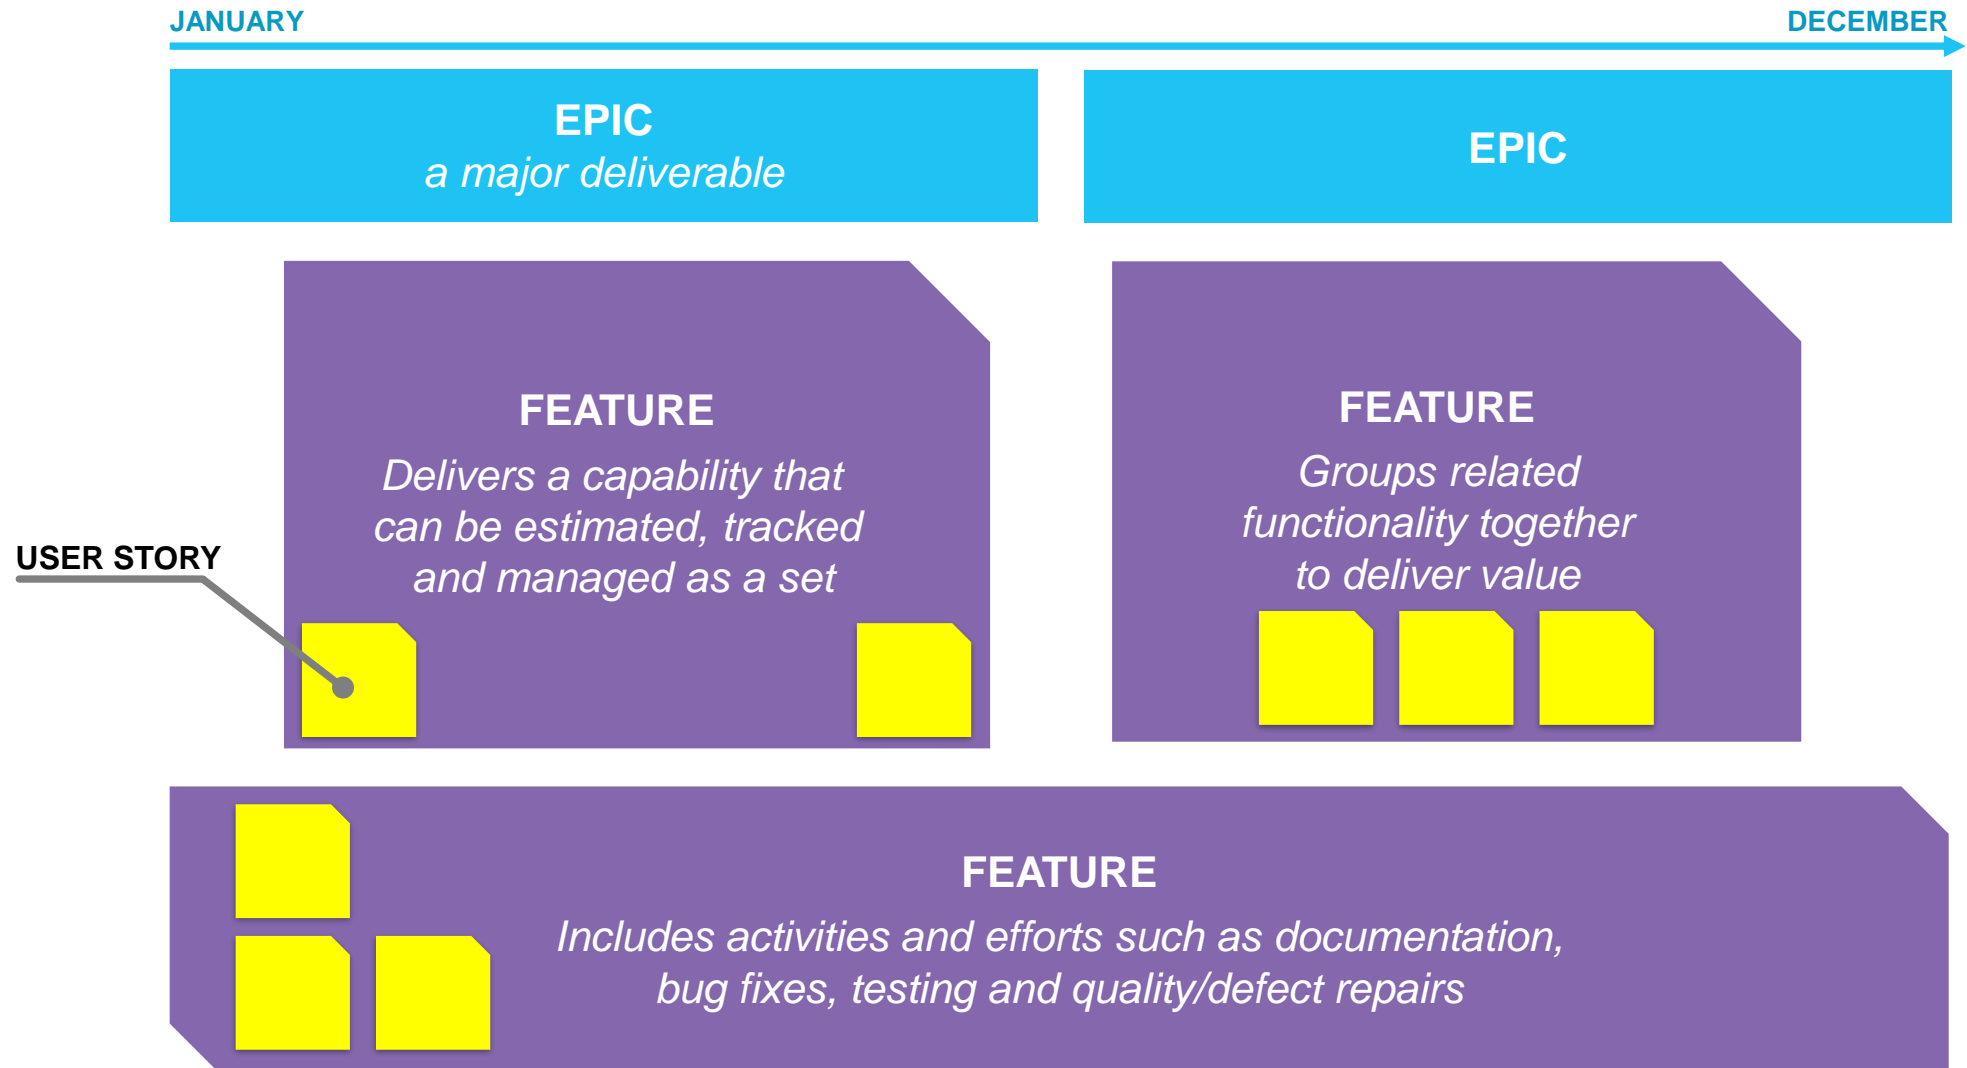 JANUARY
DECEMBER
EPIC
a major deliverable
EPIC
FEATURE
Delivers a capability that
can be estimated, tracked
and managed as a set
FEATURE
Groups related
functionality together
to deliver value
USER STORY
FEATURE
Includes activities and efforts such as documentation,
bug fixes, testing and quality/defect repairs